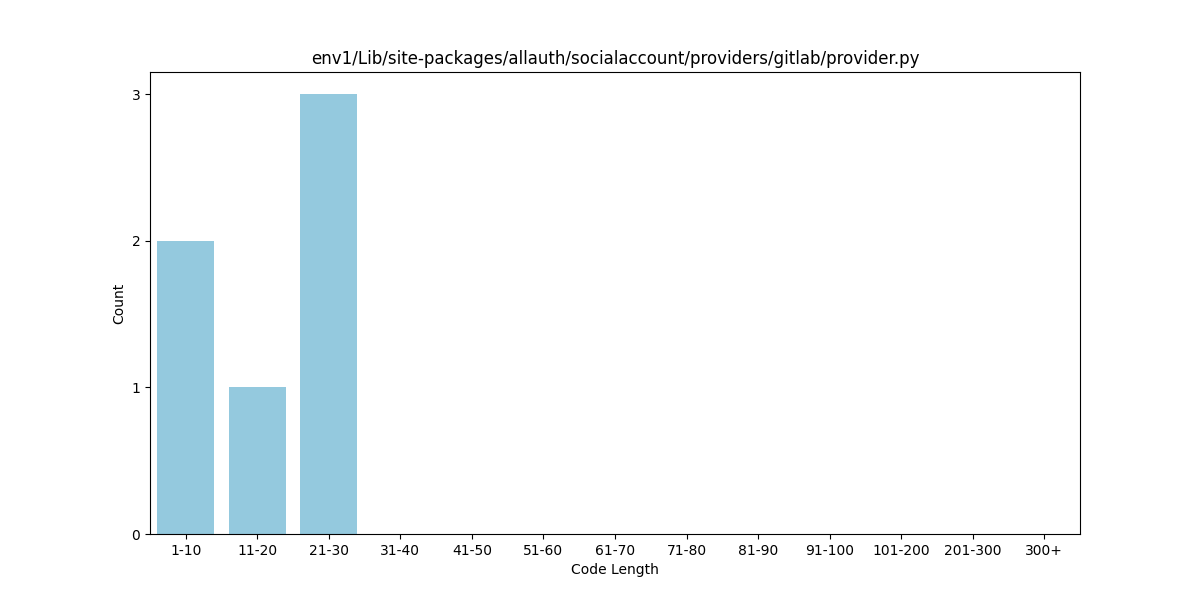 env1/Lib/site-packages/allauth/socialaccount/providers/gitlab/provider.py
3
2
1
0
Count
1-10 11-20 21-30 31-40 41-50 51-60 61-70 71-80 81-90 91-100 101-200 201-300 300+
Code Length